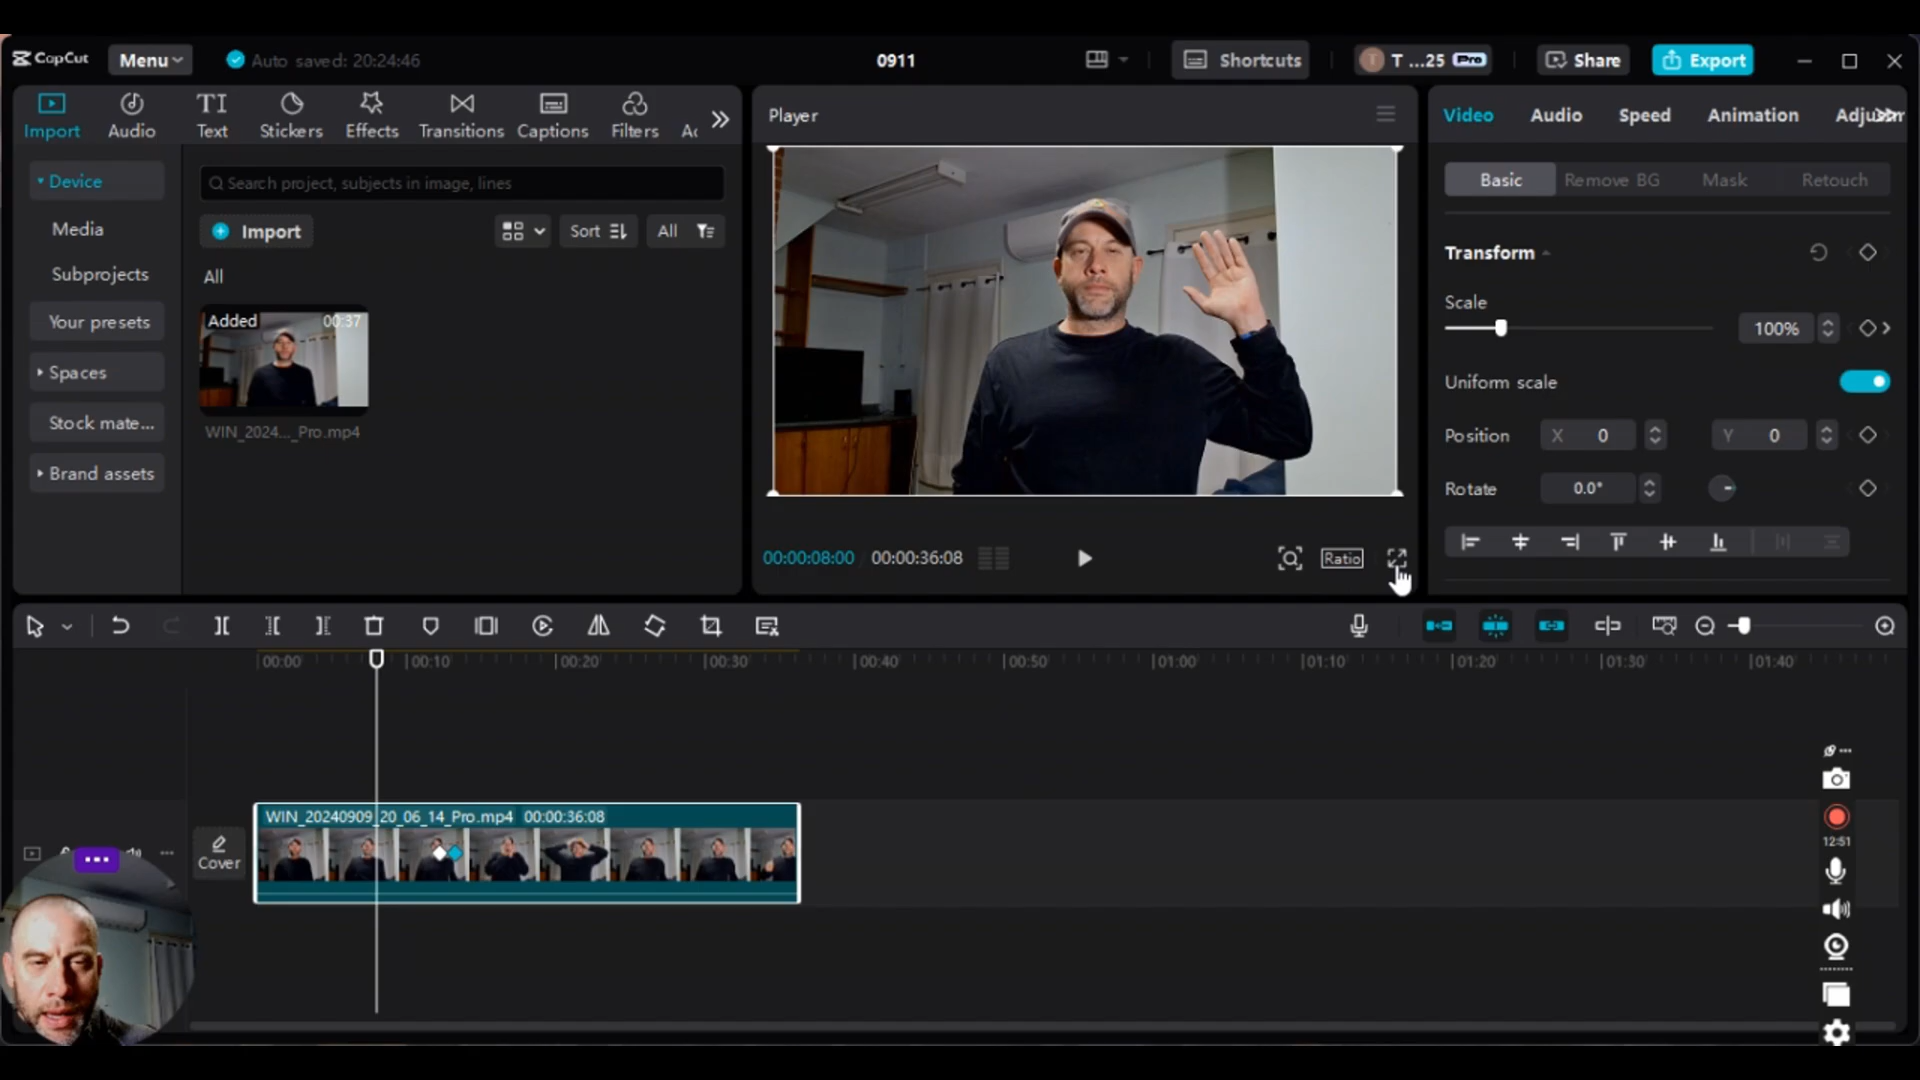 CapCut
Menu
Auto saved: 20:24:46
0911
Shortcuts
T ...25 Pro
Share
Export
Import
Audio
Text
Stickers
Effects
Transitions
Captions
Filters
Player
Video
Audio
Speed
Animation
Device
Search project, subjects in image, lines
Basic
Remove BG
Mask
Retouch
Media
Import
Sort
All
Transform
Subprojects
All
Scale
100%
Your presets
Added 00:37
Spaces
Uniform scale
Stock mate...
WIN_2024..._Pro.mp4
Position
X 0
Y 0
Brand assets
Rotate
0.0°
00:00:08:00
00:00:36:08
Ratio
00:00
00:10
00:20
00:30
00:40
00:50
01:00
01:10
01:20
01:30
01:40
WIN_20240909_20_06_14_Pro.mp4 00:00:36:08
12:51
Cover